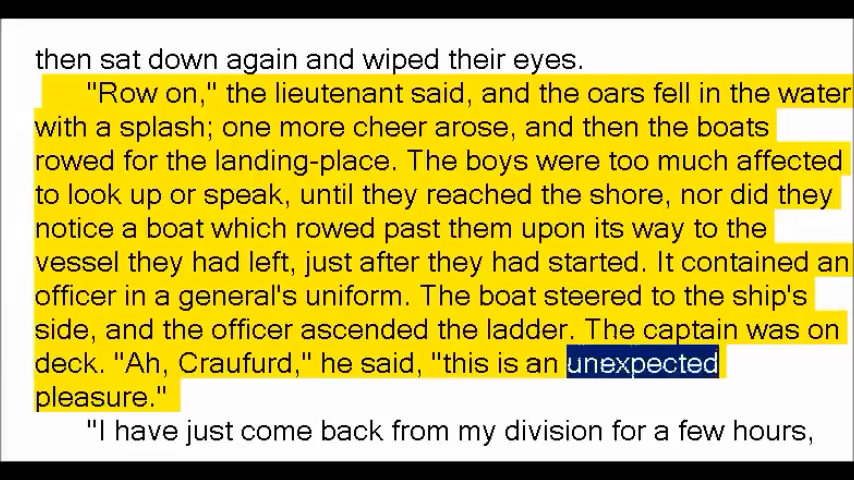 then sat down again and wiped their eyes.
"Row on," the lieutenant said, and the oars fell in the water
with a splash; one more cheer arose, and then the boats
rowed for the landing-place. The boys were too much affected
to look up or speak, until they reached the shore, nor did they
notice a boat which rowed past them upon its way to the
vessel they had left, just after they had started. It contained an
officer in a general's uniform. The boat steered to the ship's
side, and the officer ascended the ladder. The captain was on
deck. "Ah, Craufurd," he said, "this is an unexpected
pleasure."
"I have just come back from my division for a few hours,